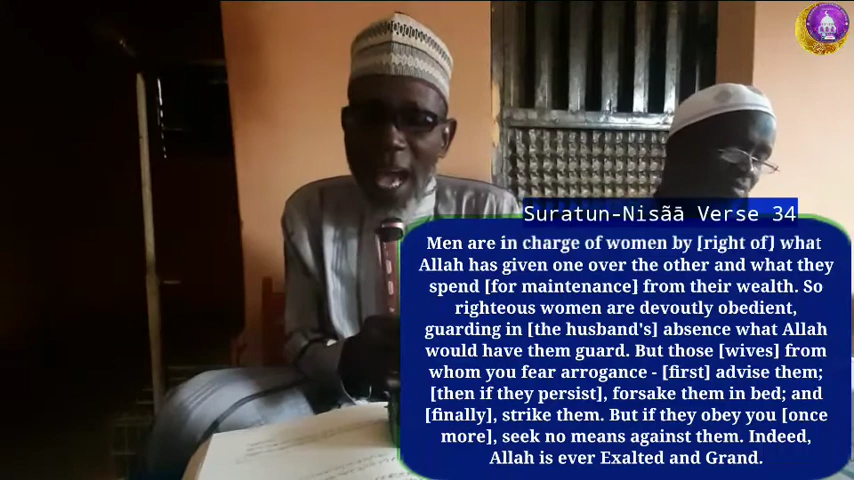 Suratun-Nisãā Verse 34
Men are in charge of women by [right of] what
Allah has given one over the other and what they
spend [for maintenance] from their wealth. So
righteous women are devoutly obedient,
guarding in [the husband's] absence what Allah
would have them guard. But those [wives] from
whom you fear arrogance - [first] advise them;
[then if they persist], forsake them in bed; and
[finally], strike them. But if they obey you [once
more], seek no means against them. Indeed,
Allah is ever Exalted and Grand.